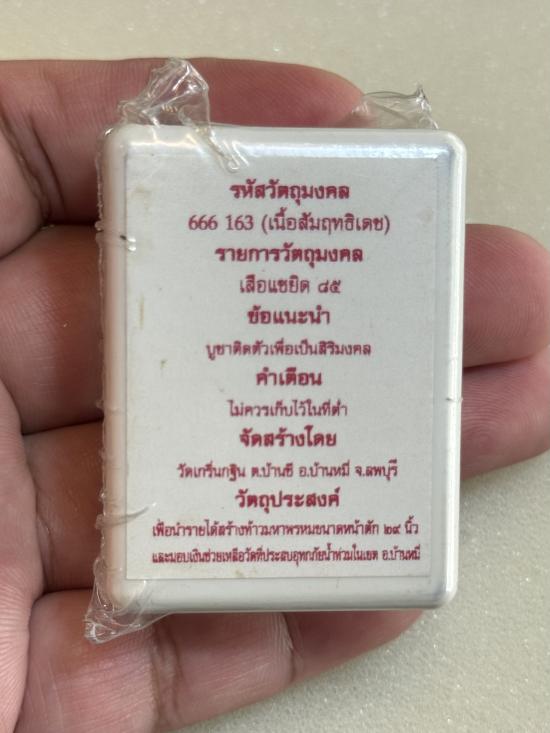 รหัสวัตถุมงคล
666 163 (เนื้อสัมฤทธิเดช)
รายการวัตถุมงคล
เสือแซยิด ๘๕
ข้อแนะนำ
บูชาติดตัวเพื่อเป็นสิริมงคล
คำเตือน
ไม่ควรเก็บไว้ในที่ต่ำ
จัดสร้างโดย
วัดเกริ่นกฐิน ต.บ้านชี อ.บ้านหมี่ จ.ลพบุรี
วัตถุประสงค์
เพื่อนำรายได้สร้างท้าวมหาพรหมขนาดหน้าตัก ๒๙ นิ้ว
และมอบเงินช่วยเหลือวัดที่ประสบอุทกภัยน้ำท่วมในเขต อ.บ้านหมี่